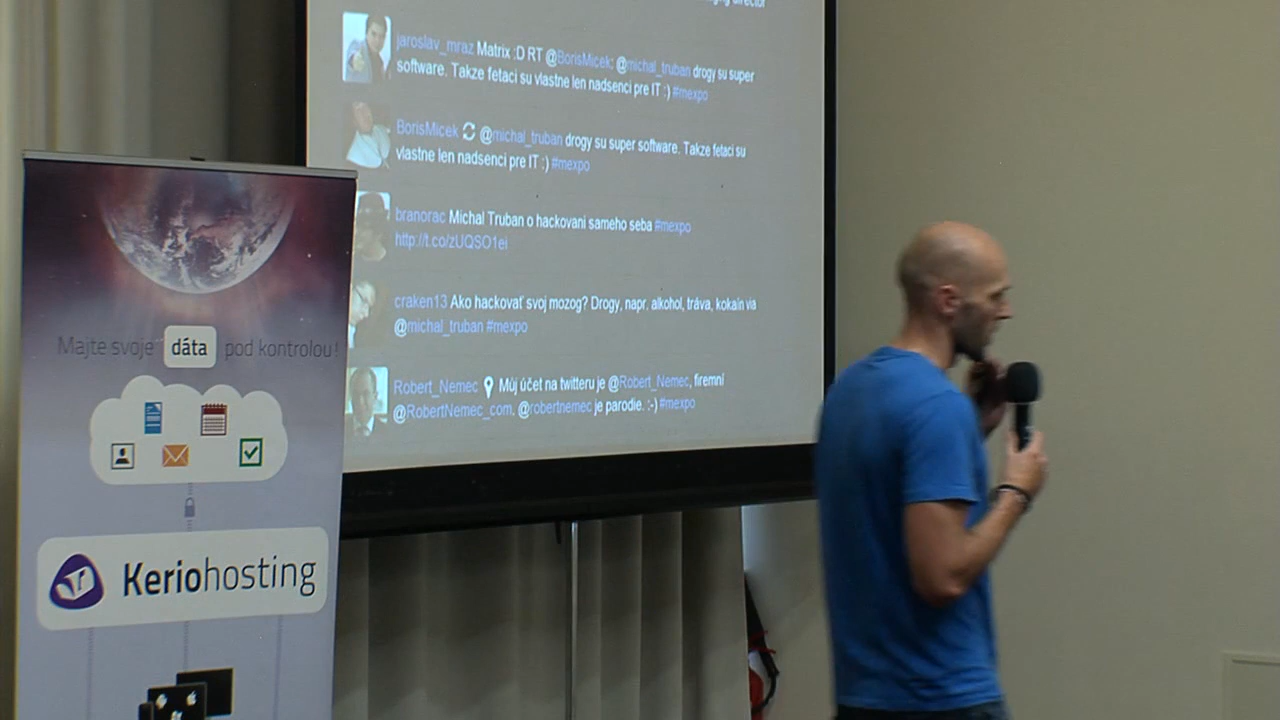 director
jaroslav_mraz Matrix :D RT @BorisMicek: @michal_truban drogy su super
software. Takze fetaci su vlastne len nadsenci pre IT :) #mexpo
BorisMicek @michal_truban drogy su super software. Takze fetaci su
vlastne len nadsenci pre IT :) #mexpo
branorac Michal Truban o hackovani sameho seba #mexpo
http://t.co/zUQSO1ei
craken13 Ako hackovať svoj mozog? Drogy, napr. alkohol, tráva, kokaín via
@michal_truban #mexpo
Robert_Nemec Můj účet na twitteru je @Robert_Nemec, firemní
@RobertNemec_com. @robertnemec je parodie. :-) #mexpo
Majte svoje dáta pod kontrolou!
Keriohosting